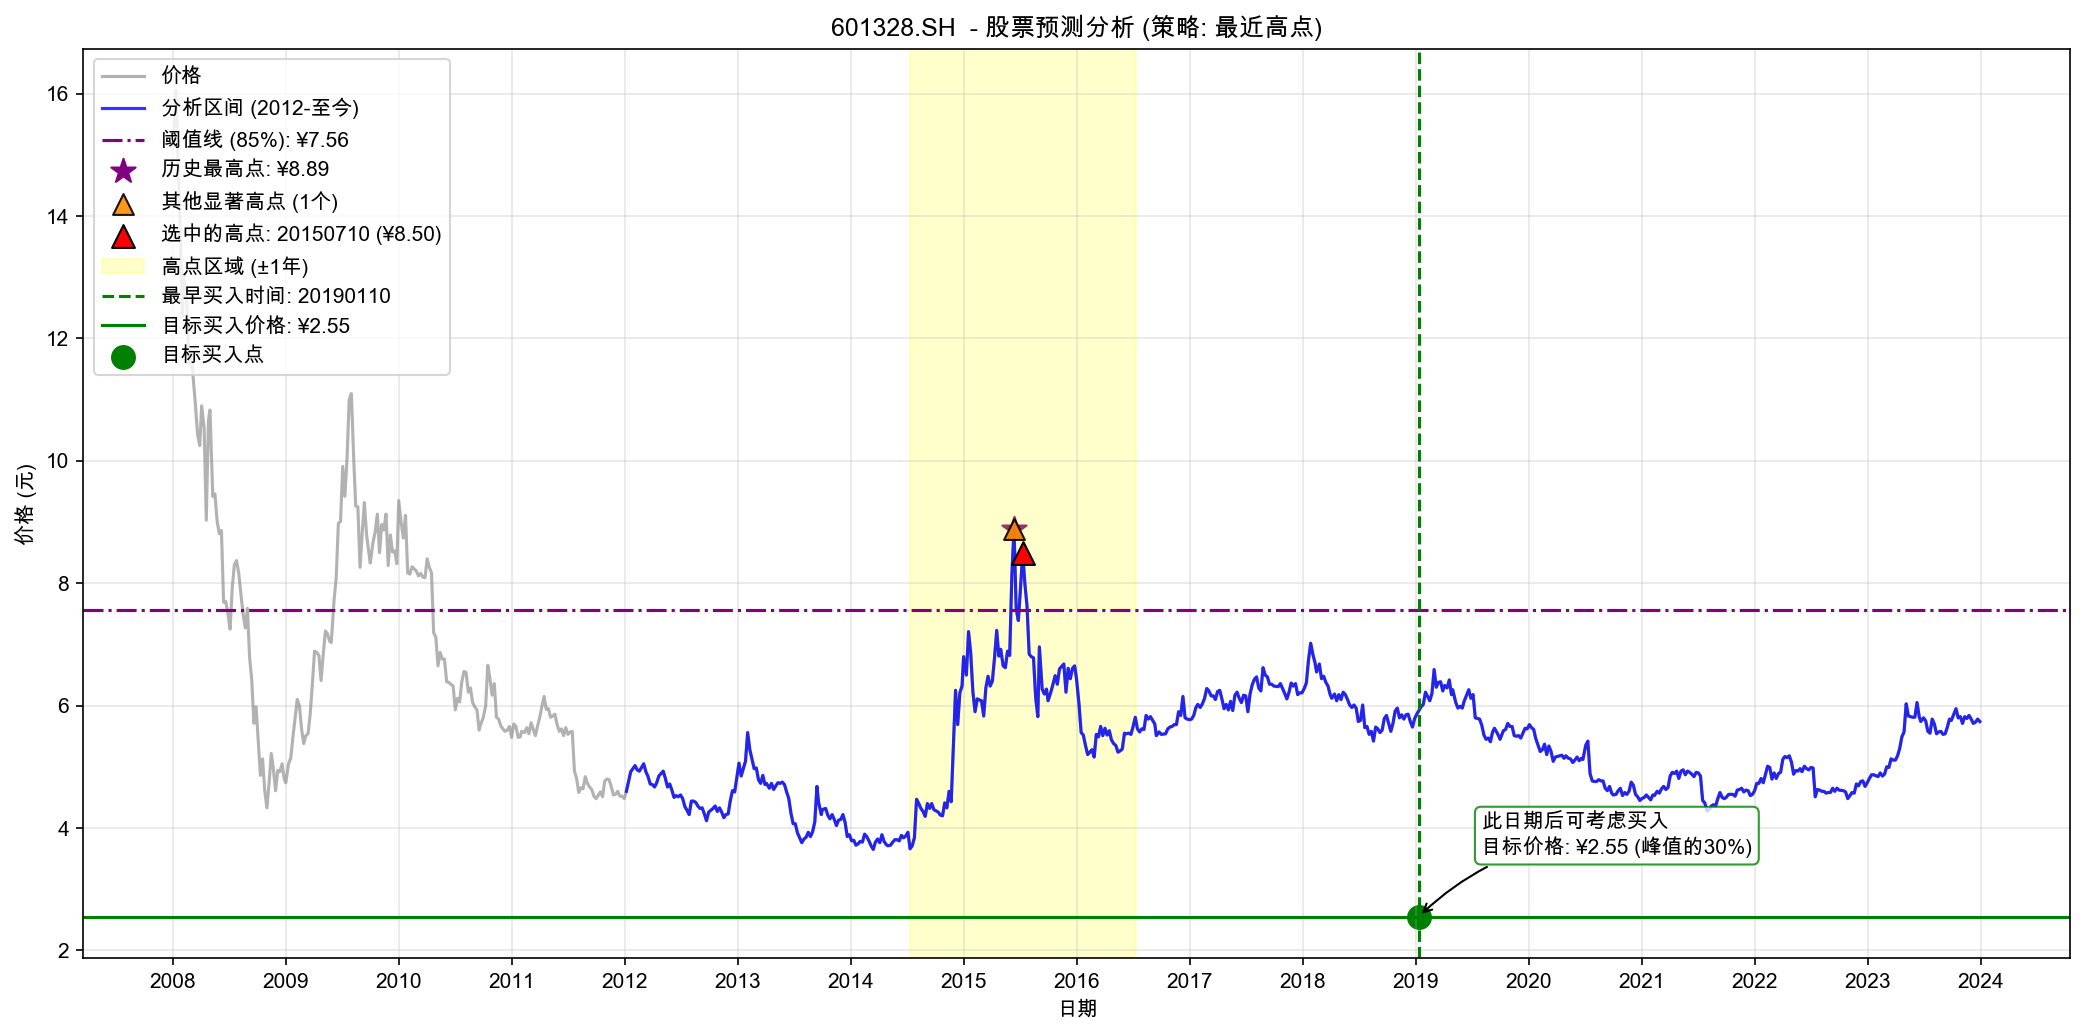 601328.SH - 股票预测分析 (策略: 最近高点)
价格
分析区间 (2012-至今)
阈值线 (85%): ¥7.56
历史最高点: ¥8.89
其他显著高点 (1个)
选中的高点: 20150710 (¥8.50)
高点区域 (±1年)
最早买入时间: 20190110
目标买入价格: ¥2.55
目标买入点
16
14
12
10
8
6
4
2
价格 (元)
此日期后可考虑买入
目标价格: ¥2.55 (峰值的30%)
2008 2009 2010 2011 2012 2013 2014 2015 2016 2017 2018 2019 2020 2021 2022 2023 2024
日期